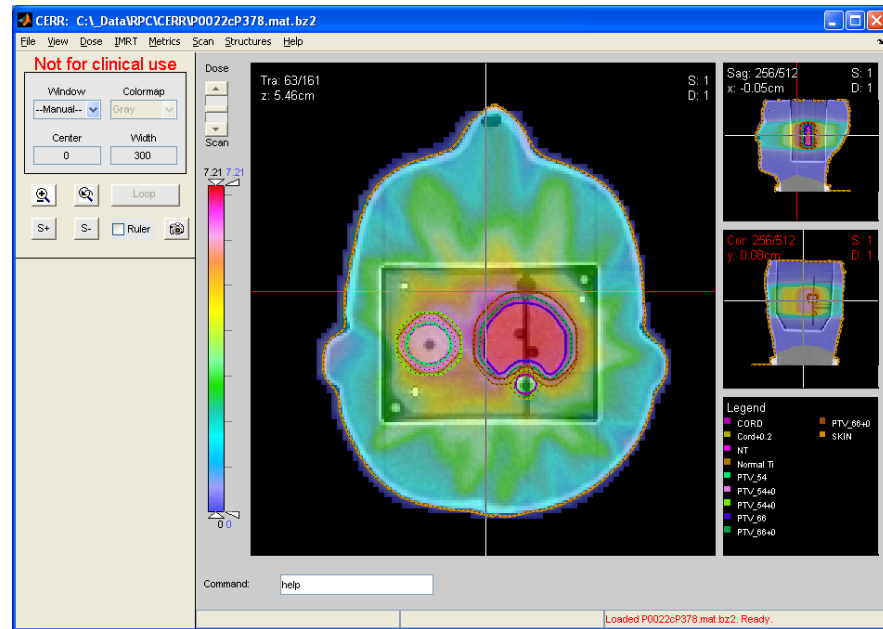 CERR: C:\_Data\RPC\CERR\P0022cP378.mat.bz2
File View Dose IMRT Metrics Scan Structures Help
Not for clinical use
Window Colormap
--Manual-- Gray
Center Width
0 300
Loop
S+ S- Ruler
Dose
Scan
7.21 7.21
0 0
Tra: 63/161
z: 5.46cm
S: 1
D: 1
Sag: 256/512
x: -0.05cm
S: 1
D: 1
Cor: 256/512
y: 0.08cm
S: 1
D: 1
Legend
CORD
Cord+0.2
NT
Normal Ti
PTV_54
PTV_54+0
PTV_54+0
PTV_66
PTV_66+0
PTV_66+0
SKIN
Command:
help
Loaded P0022cP378.mat.bz2. Ready.